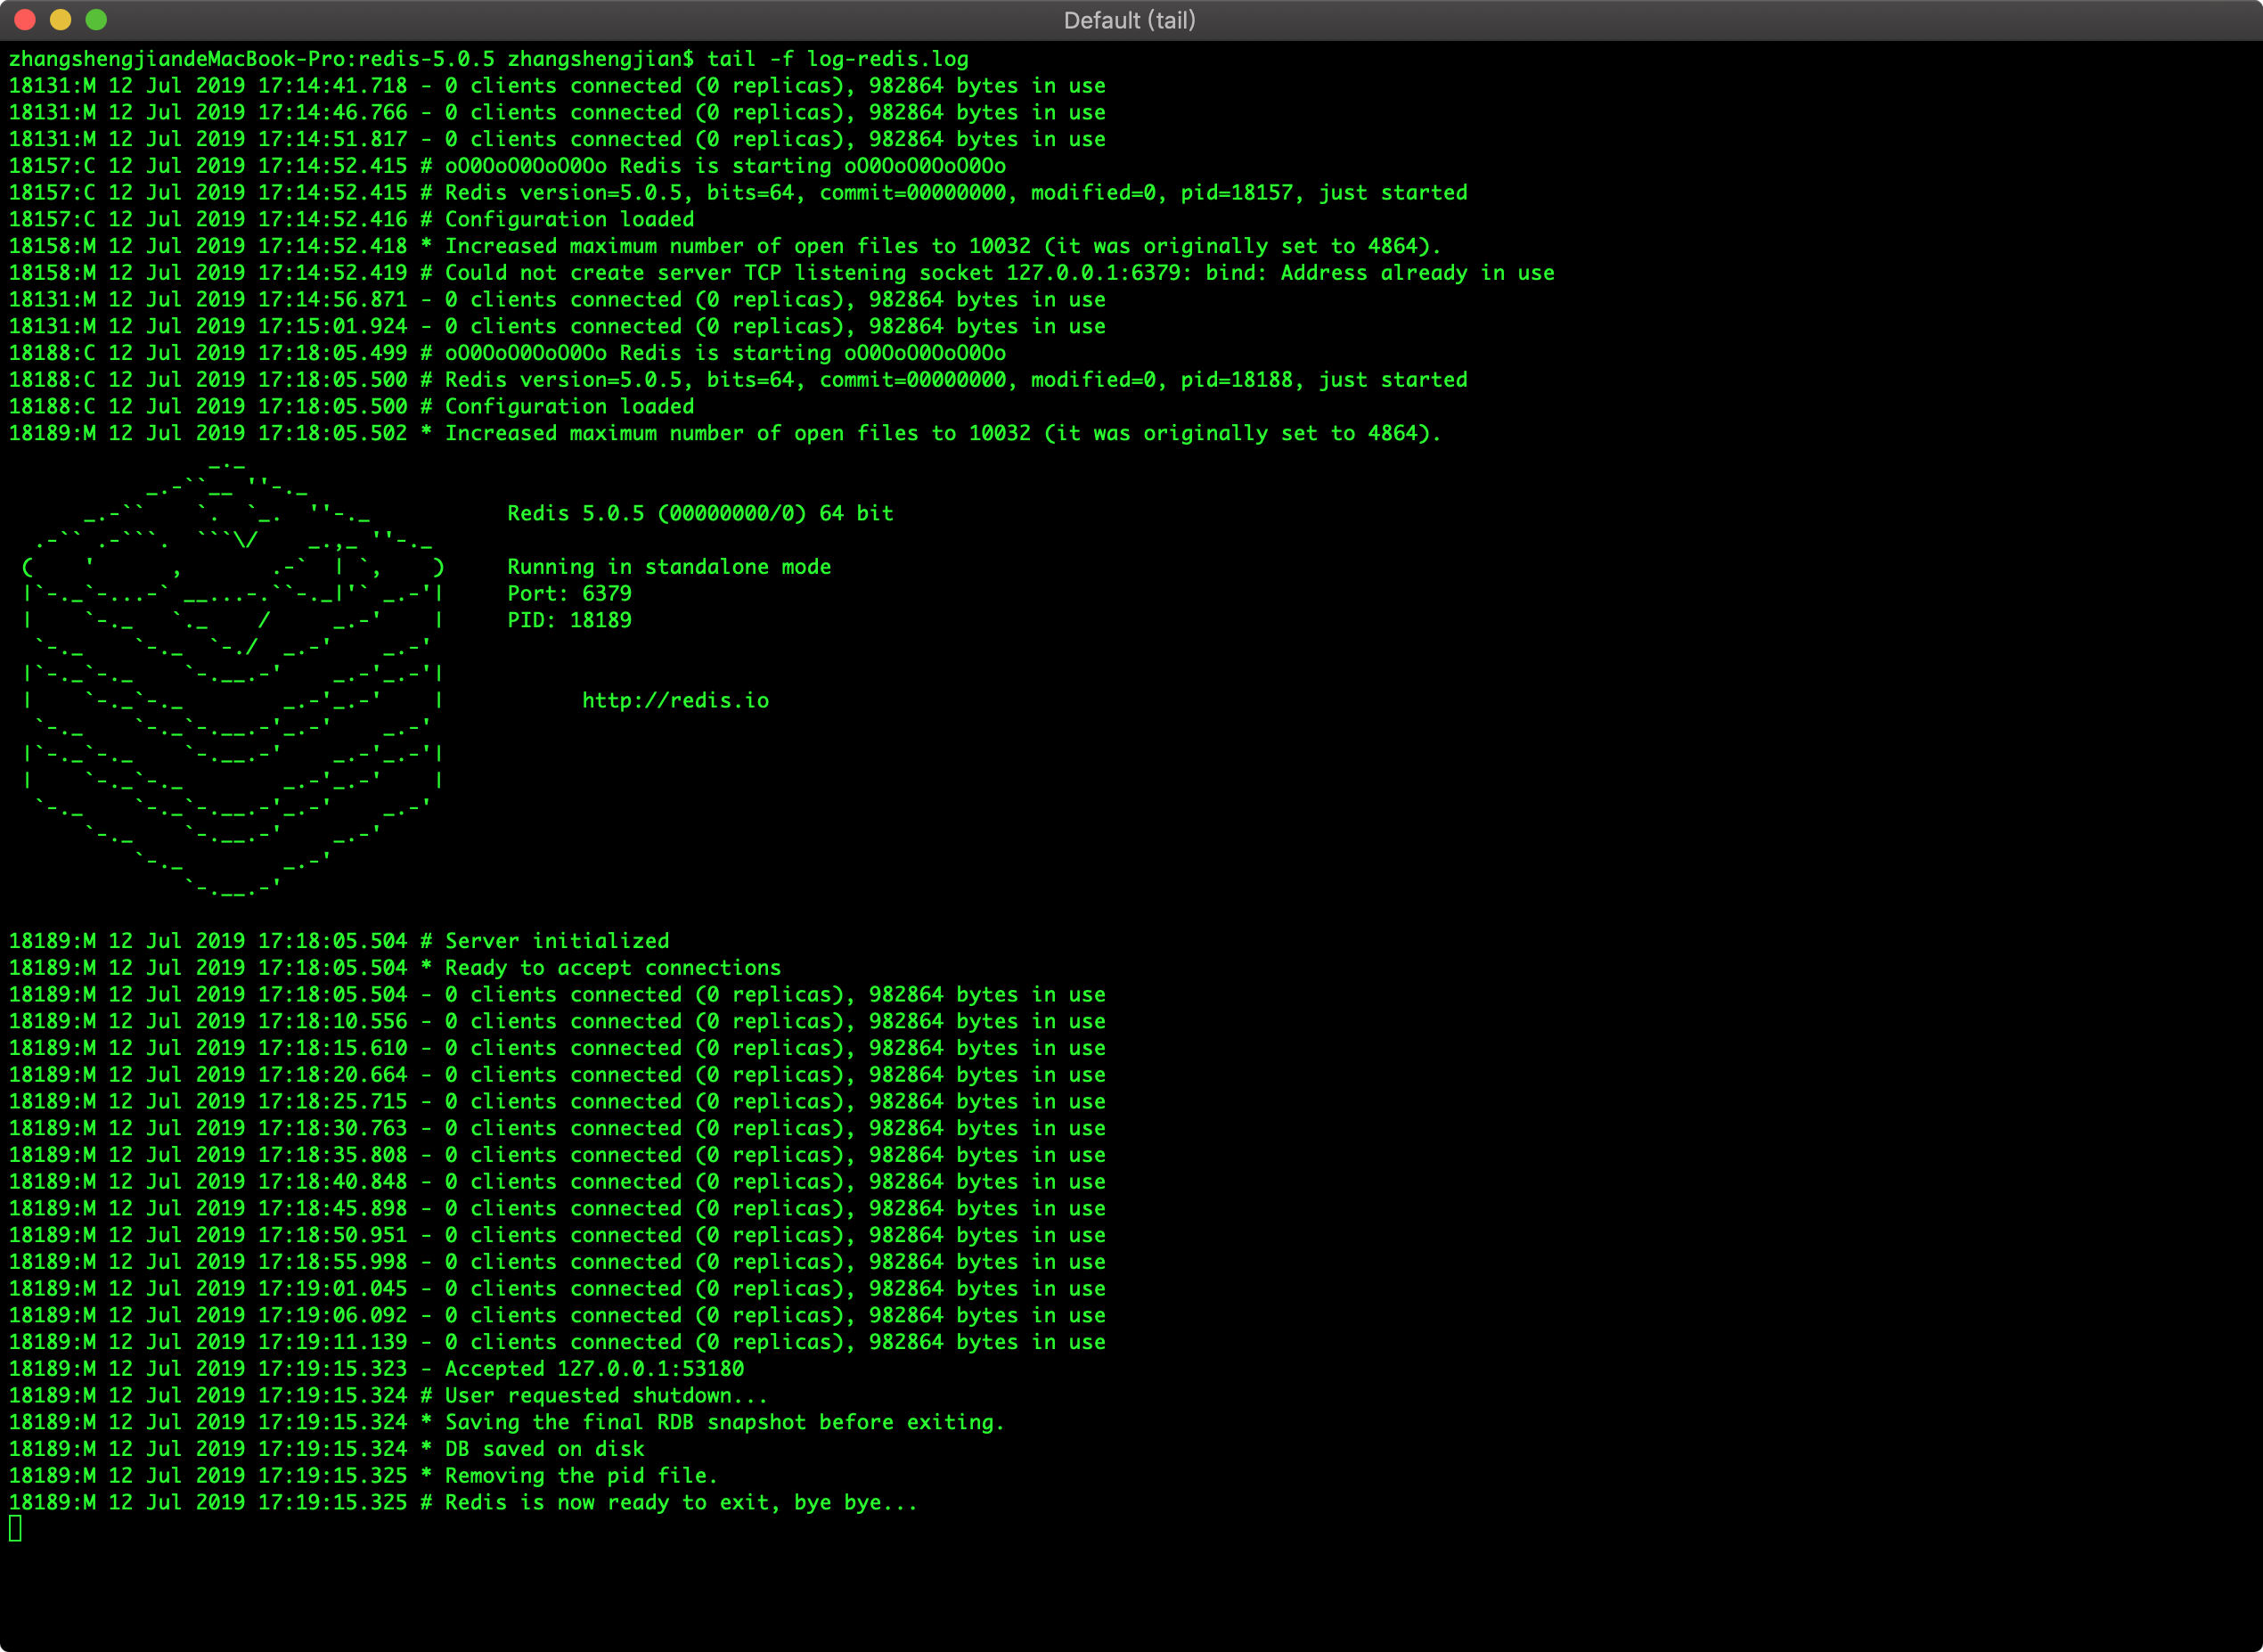 Default (tail)
zhangshengjiandeMacBook-Pro:redis-5.0.5 zhangshengjian$ tail -f log-redis.log
18131:M 12 Jul 2019 17:14:41.718 - 0 clients connected (0 replicas), 982864 bytes in use
18131:M 12 Jul 2019 17:14:46.766 - 0 clients connected (0 replicas), 982864 bytes in use
18131:M 12 Jul 2019 17:14:51.817 - 0 clients connected (0 replicas), 982864 bytes in use
18157:C 12 Jul 2019 17:14:52.415 # oO0OoO0OoO0Oo Redis is starting oO0OoO0OoO0Oo
18157:C 12 Jul 2019 17:14:52.415 # Redis version=5.0.5, bits=64, commit=00000000, modified=0, pid=18157, just started
18157:C 12 Jul 2019 17:14:52.416 # Configuration loaded
18158:M 12 Jul 2019 17:14:52.418 * Increased maximum number of open files to 10032 (it was originally set to 4864).
18158:M 12 Jul 2019 17:14:52.419 # Could not create server TCP listening socket 127.0.0.1:6379: bind: Address already in use
18131:M 12 Jul 2019 17:14:56.871 - 0 clients connected (0 replicas), 982864 bytes in use
18131:M 12 Jul 2019 17:15:01.924 - 0 clients connected (0 replicas), 982864 bytes in use
18188:C 12 Jul 2019 17:18:05.499 # oO0OoO0OoO0Oo Redis is starting oO0OoO0OoO0Oo
18188:C 12 Jul 2019 17:18:05.500 # Redis version=5.0.5, bits=64, commit=00000000, modified=0, pid=18188, just started
18188:C 12 Jul 2019 17:18:05.500 # Configuration loaded
18189:M 12 Jul 2019 17:18:05.502 * Increased maximum number of open files to 10032 (it was originally set to 4864).
Redis 5.0.5 (00000000/0) 64 bit
Running in standalone mode
Port: 6379
PID: 18189
http://redis.io
18189:M 12 Jul 2019 17:18:05.504 # Server initialized
18189:M 12 Jul 2019 17:18:05.504 * Ready to accept connections
18189:M 12 Jul 2019 17:18:05.504 - 0 clients connected (0 replicas), 982864 bytes in use
18189:M 12 Jul 2019 17:18:10.556 - 0 clients connected (0 replicas), 982864 bytes in use
18189:M 12 Jul 2019 17:18:15.610 - 0 clients connected (0 replicas), 982864 bytes in use
18189:M 12 Jul 2019 17:18:20.664 - 0 clients connected (0 replicas), 982864 bytes in use
18189:M 12 Jul 2019 17:18:25.715 - 0 clients connected (0 replicas), 982864 bytes in use
18189:M 12 Jul 2019 17:18:30.763 - 0 clients connected (0 replicas), 982864 bytes in use
18189:M 12 Jul 2019 17:18:35.808 - 0 clients connected (0 replicas), 982864 bytes in use
18189:M 12 Jul 2019 17:18:40.848 - 0 clients connected (0 replicas), 982864 bytes in use
18189:M 12 Jul 2019 17:18:45.898 - 0 clients connected (0 replicas), 982864 bytes in use
18189:M 12 Jul 2019 17:18:50.951 - 0 clients connected (0 replicas), 982864 bytes in use
18189:M 12 Jul 2019 17:18:55.998 - 0 clients connected (0 replicas), 982864 bytes in use
18189:M 12 Jul 2019 17:19:01.045 - 0 clients connected (0 replicas), 982864 bytes in use
18189:M 12 Jul 2019 17:19:06.092 - 0 clients connected (0 replicas), 982864 bytes in use
18189:M 12 Jul 2019 17:19:11.139 - 0 clients connected (0 replicas), 982864 bytes in use
18189:M 12 Jul 2019 17:19:15.323 - Accepted 127.0.0.1:53180
18189:M 12 Jul 2019 17:19:15.324 # User requested shutdown...
18189:M 12 Jul 2019 17:19:15.324 * Saving the final RDB snapshot before exiting.
18189:M 12 Jul 2019 17:19:15.324 * DB saved on disk
18189:M 12 Jul 2019 17:19:15.325 * Removing the pid file.
18189:M 12 Jul 2019 17:19:15.325 # Redis is now ready to exit, bye bye...